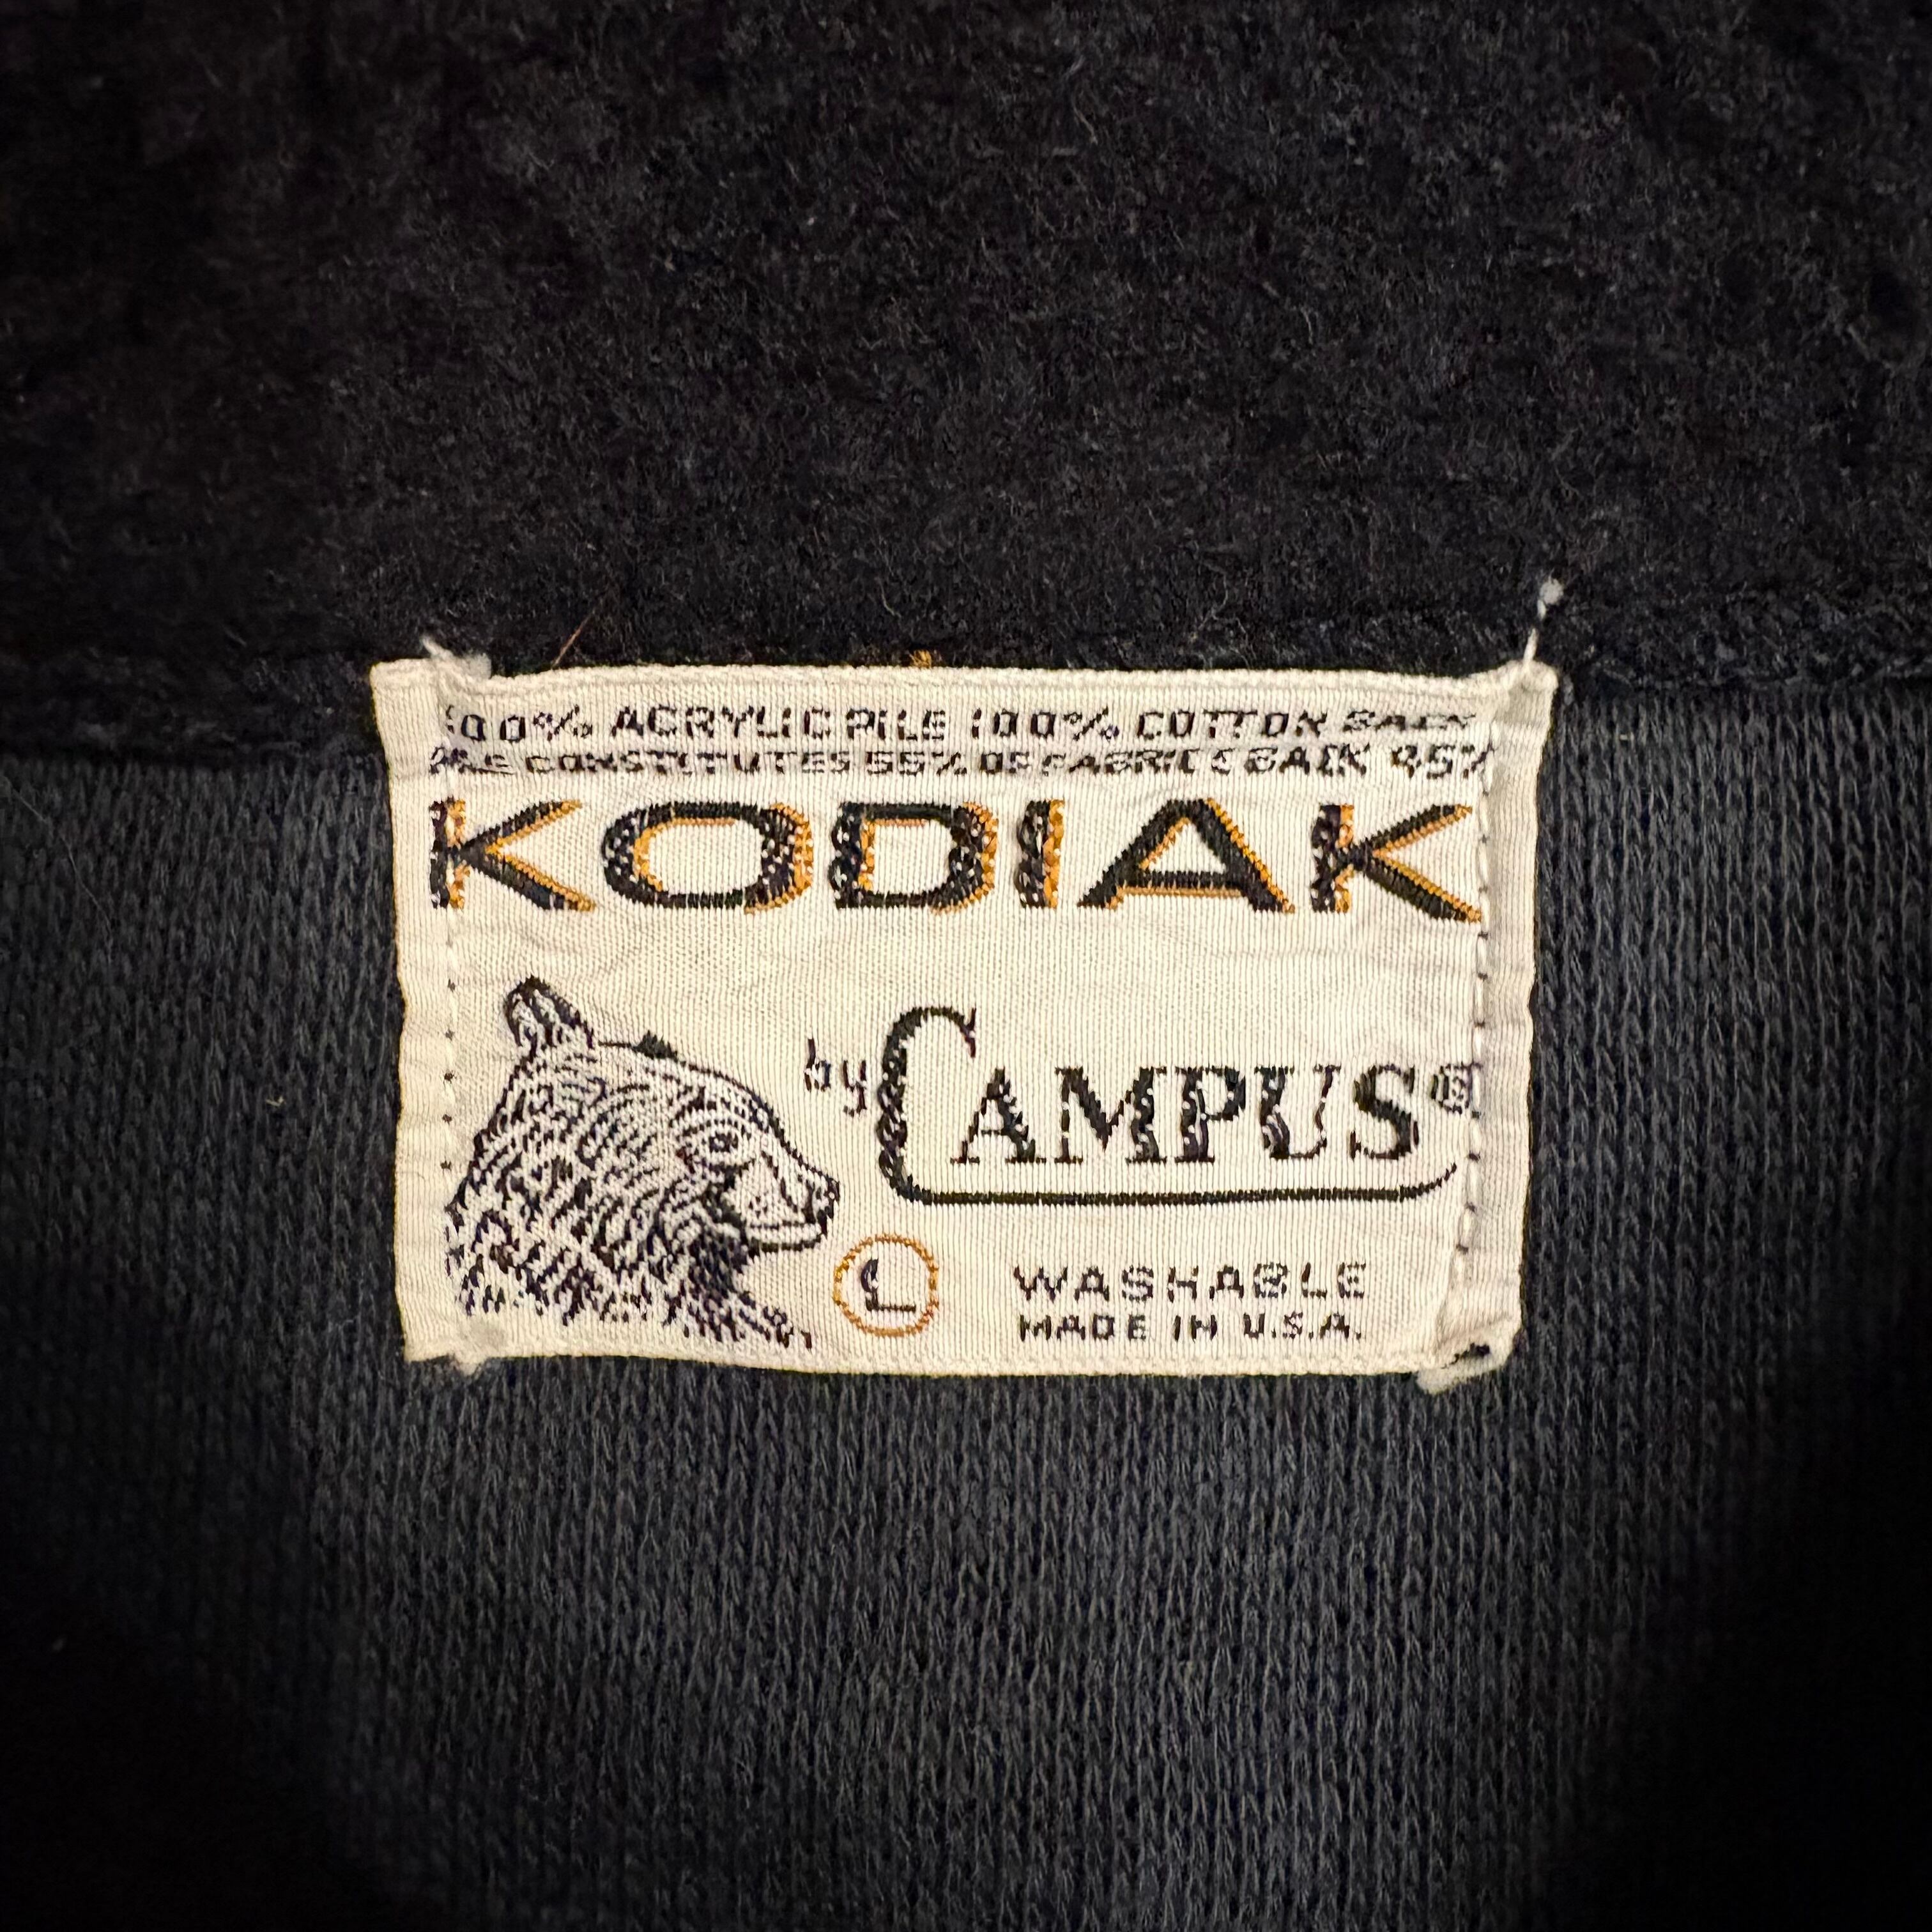 100% ACRYLIC PILE 100% COTTON BACK
PILE CONSTITUTES 55% OF FABRIC & BACK 45%
KODIAK
by CAMPUS®
L
WASHABLE
MADE IN U.S.A.